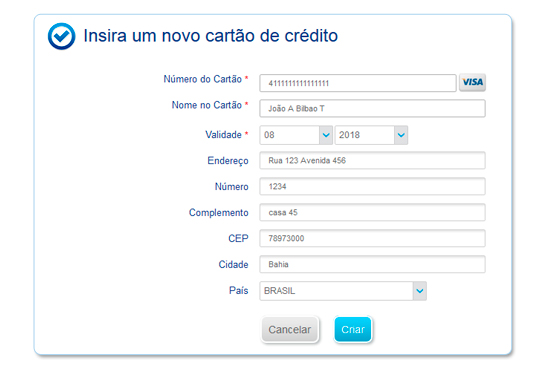 Insira um novo cartão de crédito
Número do Cartão * 4111111111111111 VISA
Nome no Cartão * João A Bilbao T
Validade * 08 2018
Endereço Rua 123 Avenida 456
Número 1234
Complemento casa 45
CEP 78973000
Cidade Bahia
País BRASIL
Cancelar Criar